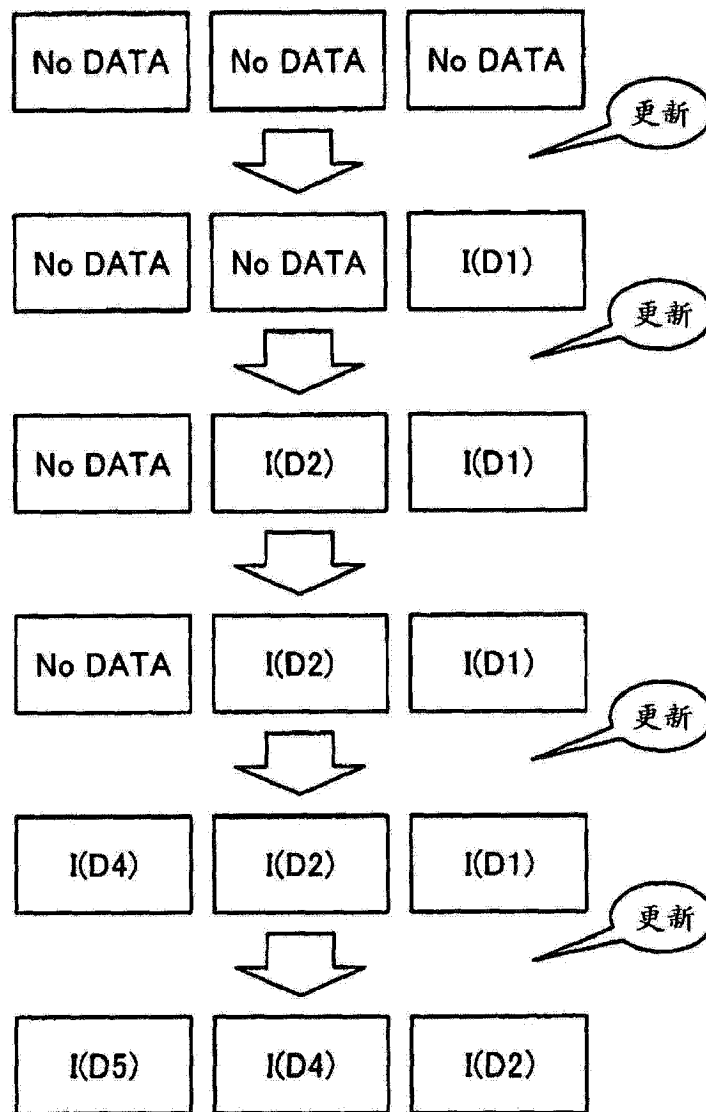 No DATA No DATA No DATA
更新
No DATA No DATA I(D1)
更新
No DATA I(D2) I(D1)
No DATA I(D2) I(D1)
更新
I(D4) I(D2) I(D1)
更新
I(D5) I(D4) I(D2)